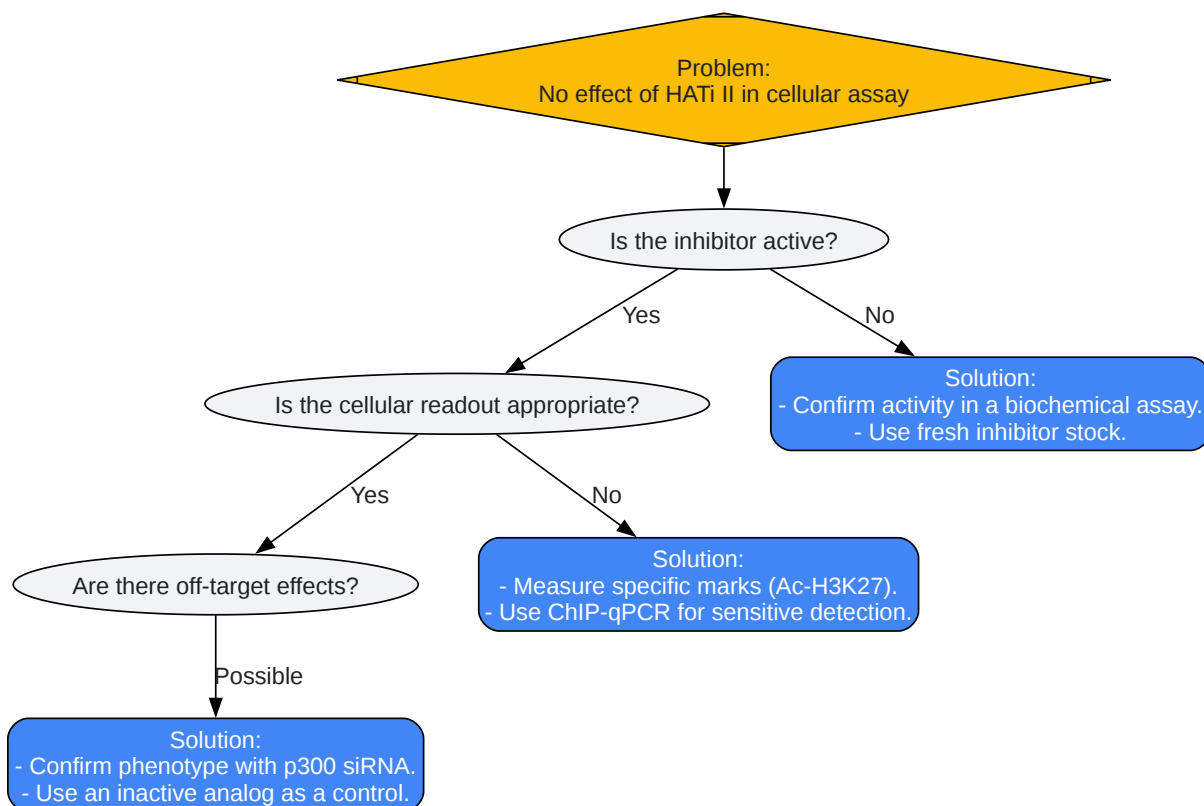 Problem:
No effect of HATi II in cellular assay
Is the inhibitor active?
Yes
No
Is the cellular readout appropriate?
Solution:
- Confirm activity in a biochemical assay.
- Use fresh inhibitor stock.
Yes
No
Are there off-target effects?
Solution:
- Measure specific marks (Ac-H3K27).
- Use ChIP-qPCR for sensitive detection.
Possible
Solution:
- Confirm phenotype with p300 siRNA.
- Use an inactive analog as a control.